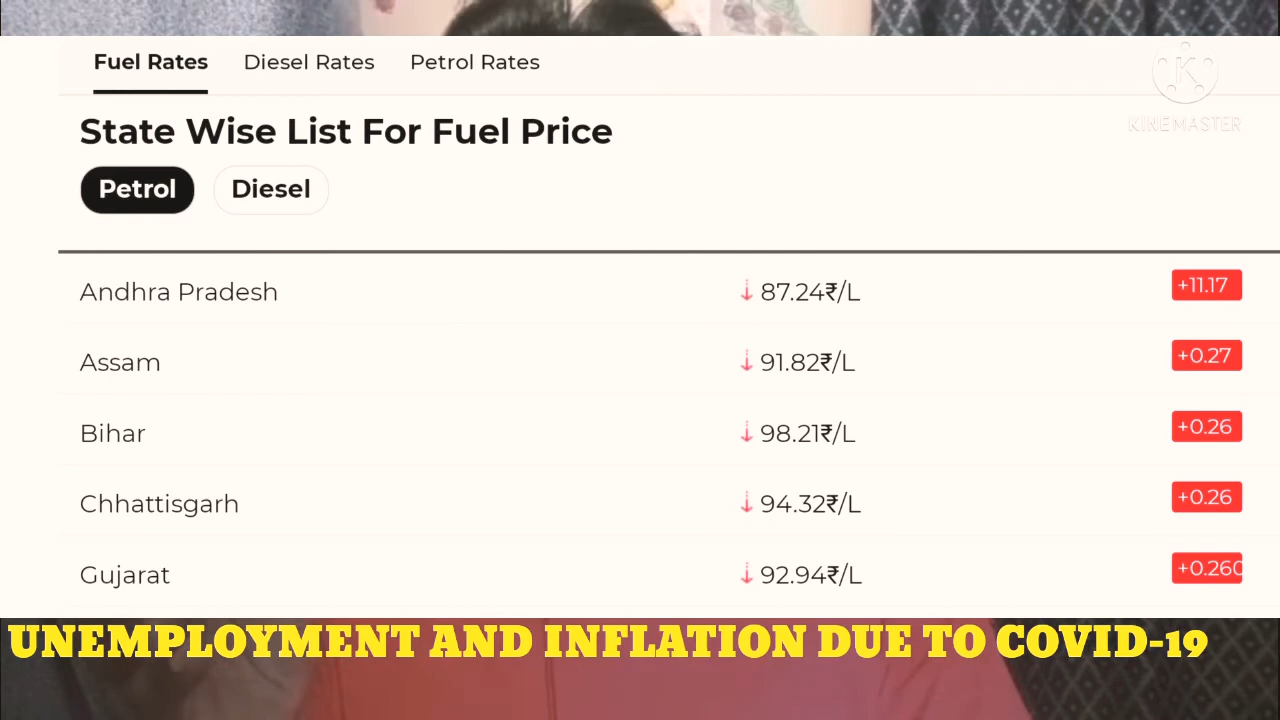 Fuel Rates Diesel Rates Petrol Rates
KINEMASTER
State Wise List For Fuel Price
Petrol Diesel
Andhra Pradesh 87.24₹/L +11.17
Assam 91.82₹/L +0.27
Bihar 98.21₹/L +0.26
Chhattisgarh 94.32₹/L +0.26
Gujarat 92.94₹/L +0.260
UNEMPLOYMENT AND INFLATION DUE TO COVID-19